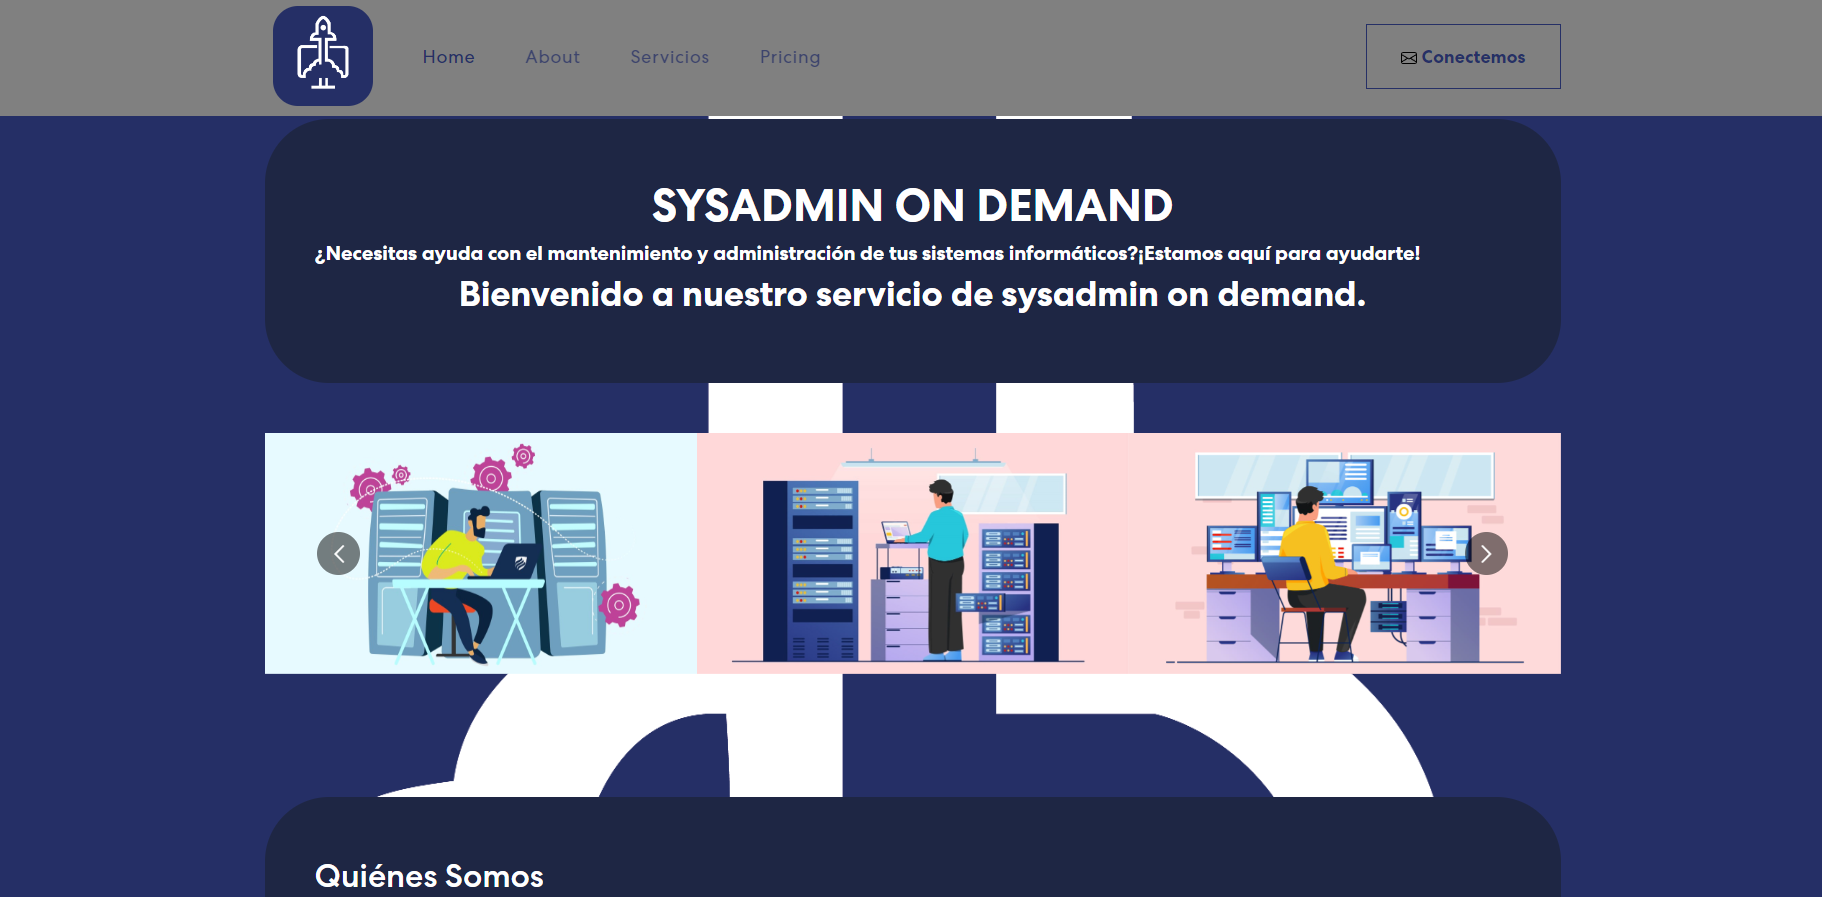 Home About Servicios Pricing Conectemos
SYSADMIN ON DEMAND
¿Necesitas ayuda con el mantenimiento y administración de tus sistemas informáticos?¡Estamos aquí para ayudarte!
Bienvenido a nuestro servicio de sysadmin on demand.
Quiénes Somos